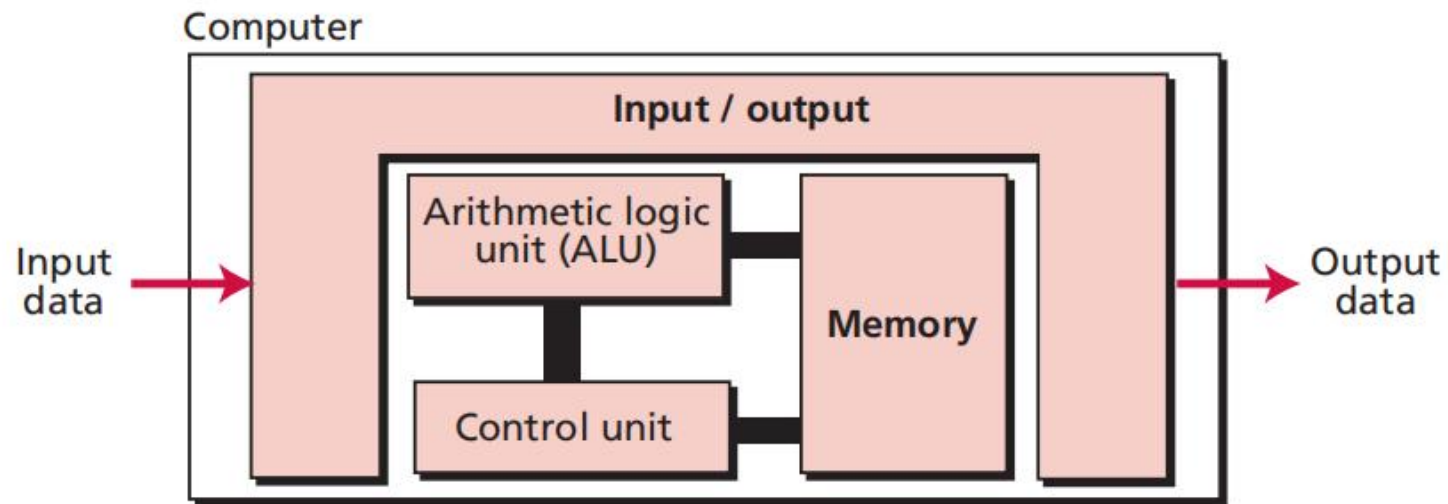 Computer
Input / output
Arithmetic logic
unit (ALU)
Input
data
Memory
Output
data
Control unit